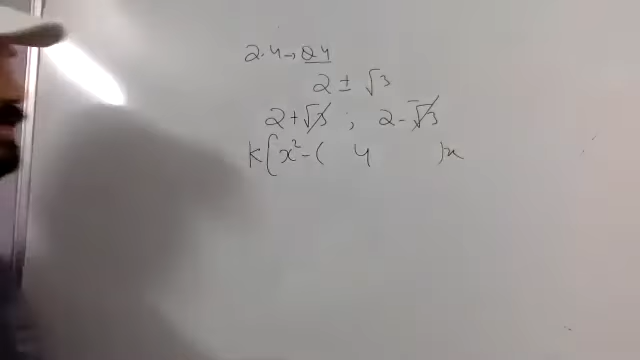 2.4 → Q4
2 ± √3
2+√3 ; 2-√3
k[x²-( 4 )x